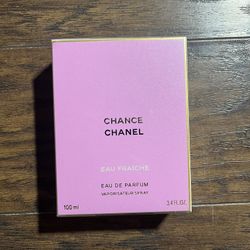 CHANCE
CHANEL
EAU FRAÎCHE
EAU DE PARFUM
VAPORISATEUR SPRAY
100 ml
3.4 FL. OZ.